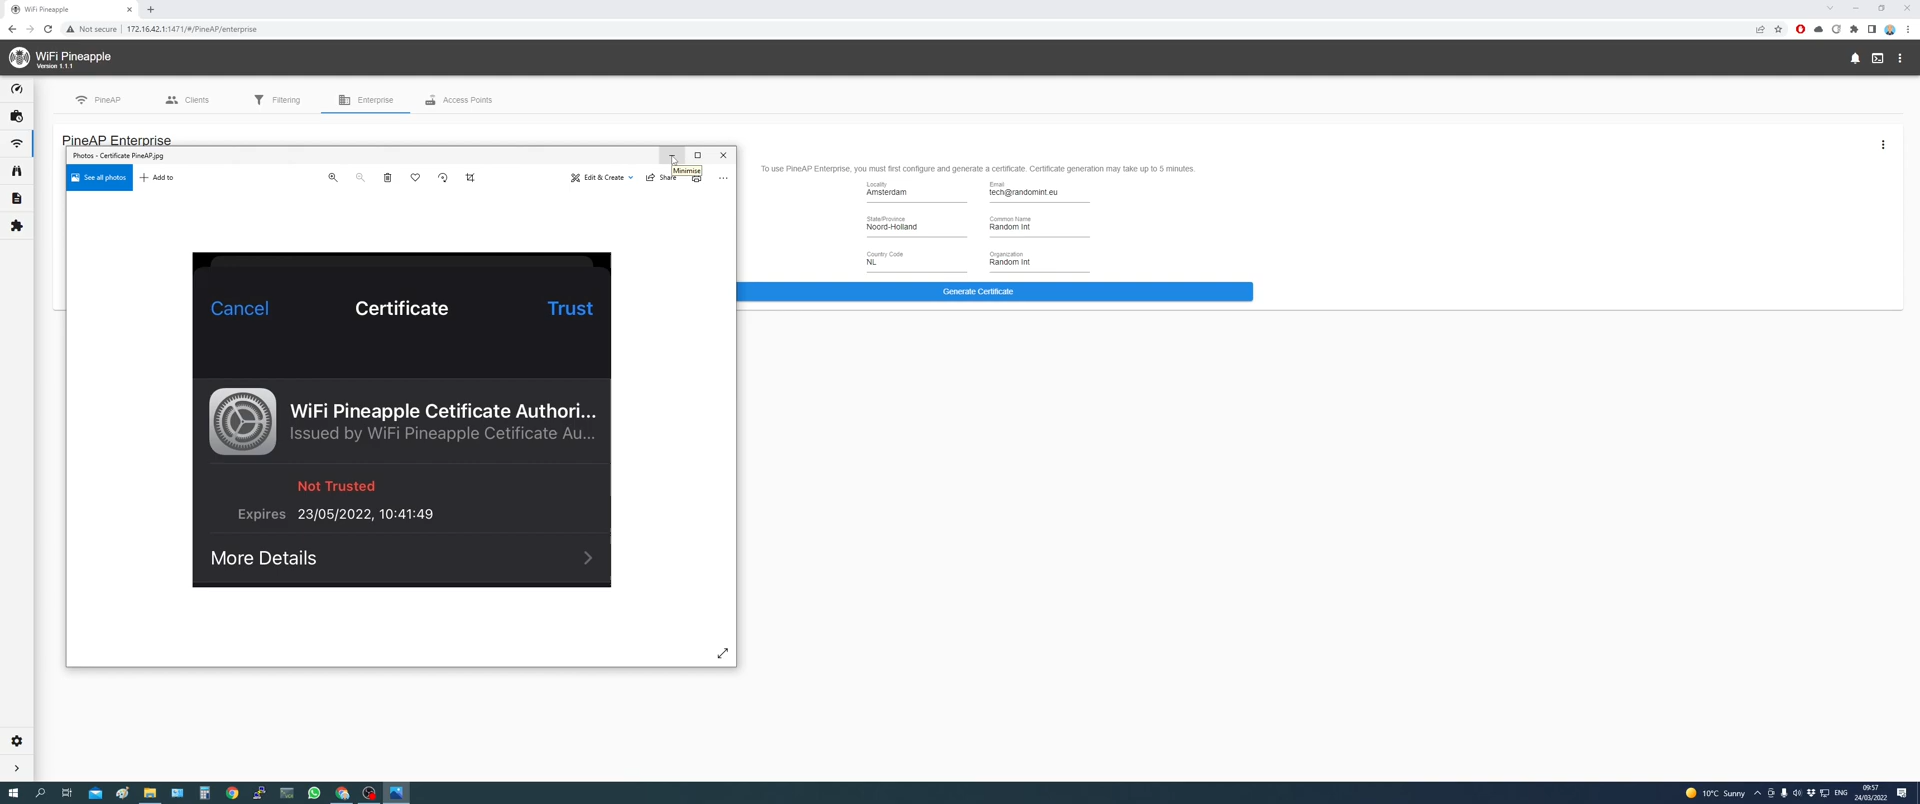 WiFi Pineapple
Not secure 172.16.42.1:1471/#/PineAP/enterprise
WiFi Pineapple
Version 1.1.1
PineAP
Clients
Filtering
Enterprise
Access Points
PineAP Enterprise
To use PineAP Enterprise, you must first configure and generate a certificate. Certificate generation may take up to 5 minutes.
Locality
Amsterdam
Email
tech@randomint.eu
State/Province
Noord-Holland
Common Name
Random Int
Country Code
NL
Organization
Random Int
Generate Certificate
Photos - Certificate PineAP.jpg
See all photos
Add to
Edit & Create
Share
Minimise
Cancel
Certificate
Trust
WiFi Pineapple Cetificate Authori...
Issued by WiFi Pineapple Cetificate Au...
Not Trusted
Expires 23/05/2022, 10:41:49
More Details
10°C Sunny
ENG
09:57
24/03/2022